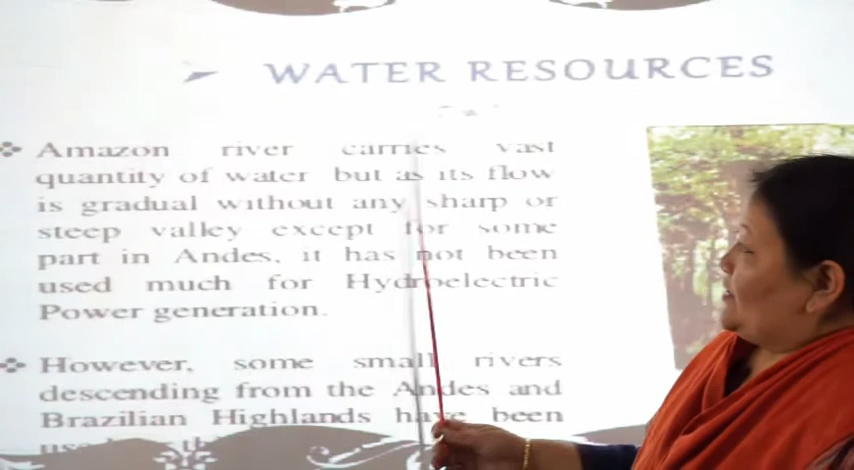 WATER RESOURCES
Amazon river carries vast
quantity of water but as its flow
is gradual without any sharp or
steep valley except for some
part in Andes, it has not been
used much for Hydroelectric
Power generation.
However, some small rivers
descending from the Andes and
Brazilian Highlands have been
used